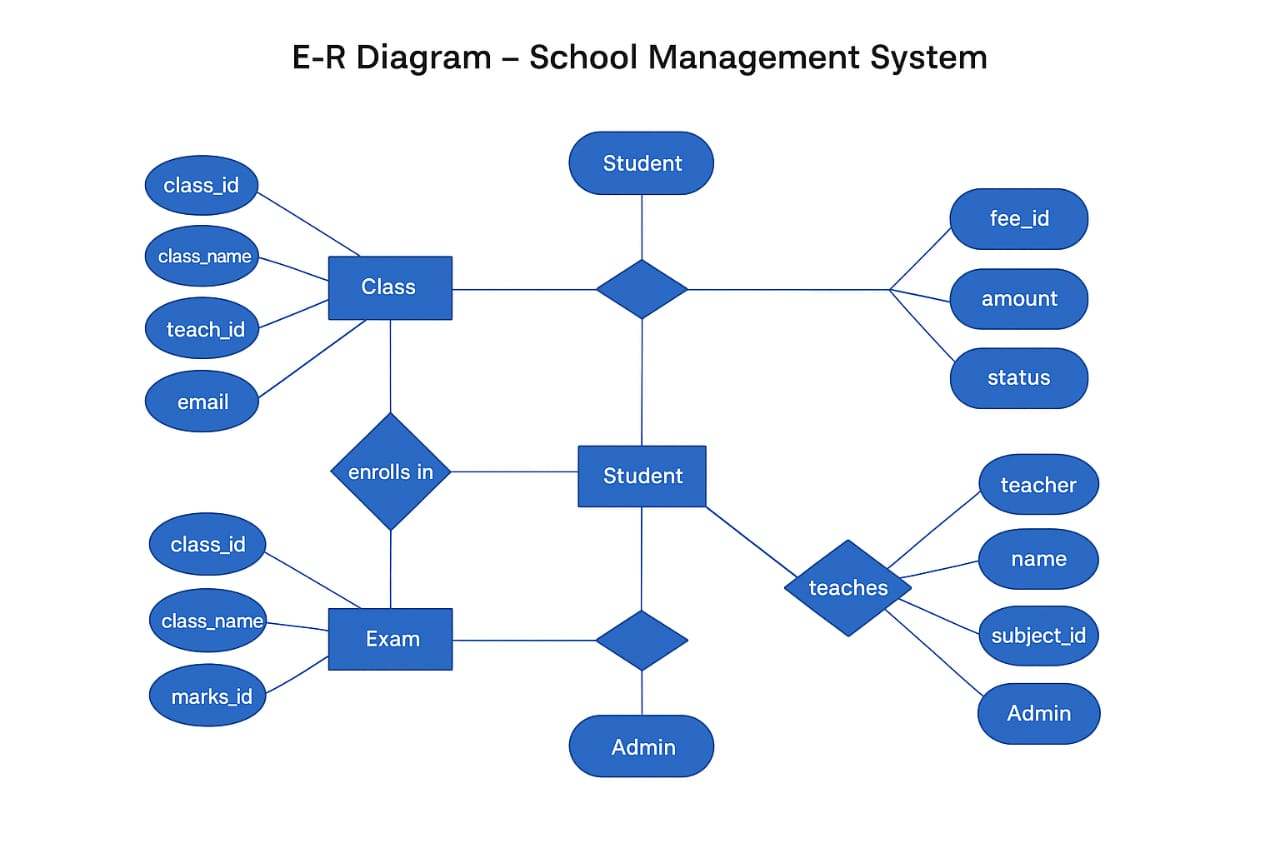 E-R Diagram – School Management System
Student
class_id
class_name
teach_id
email
Class
fee_id
amount
status
enrolls in
Student
teacher
name
subject_id
Admin
teaches
class_id
class_name
marks_id
Exam
Admin